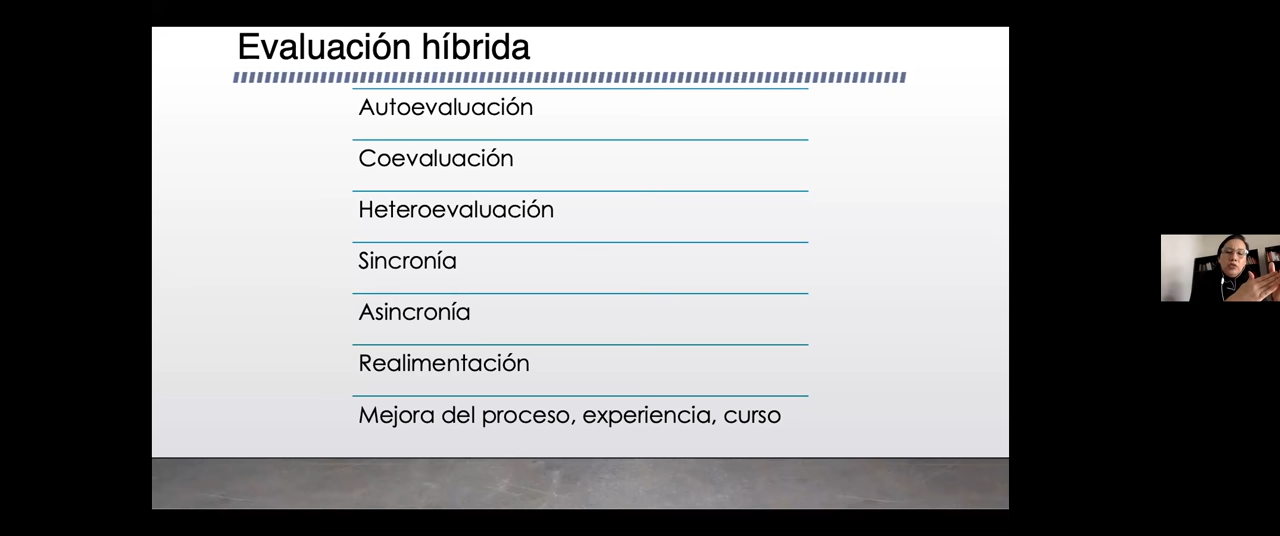 Evaluación híbrida
Autoevaluación
Coevaluación
Heteroevaluación
Sincronía
Asincronía
Realimentación
Mejora del proceso, experiencia, curso